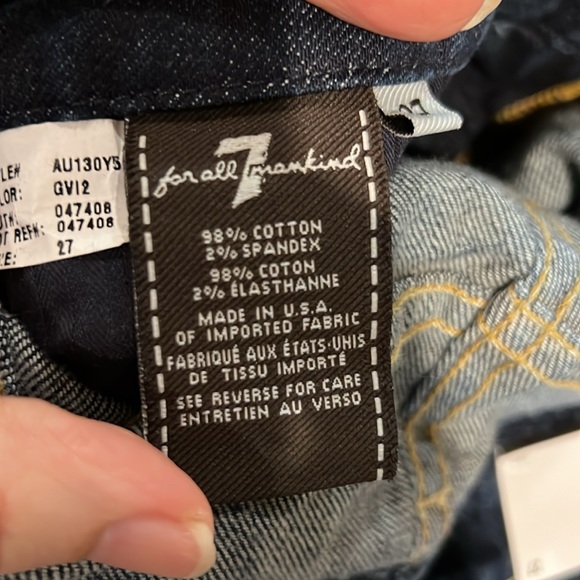 AU130Y5
GVI2
047408
047408
27
7
for all mankind
98% COTTON
2% SPANDEX
98% COTON
2% ÉLASTHANNE
MADE IN U.S.A.
OF IMPORTED FABRIC
FABRIQUÉ AUX ÉTATS-UNIS
DE TISSU IMPORTÉ
SEE REVERSE FOR CARE
ENTRETIEN AU VERSO